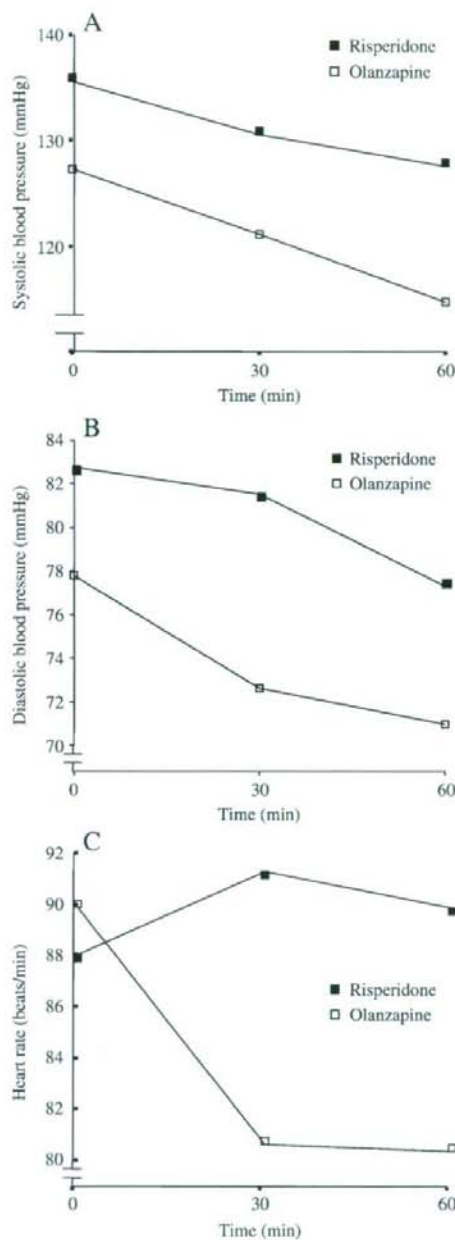 A
140
Risperidone
Olanzapine
130
120
Systolic blood pressure (mmHg)
0 30 60
Time (min)
B
84
Risperidone
82
Olanzapine
80
78
76
74
72
70
Diastolic blood pressure (mmHg)
0 30 60
Time (min)
C
92
90
88
Risperidone
86
Olanzapine
84
82
81
80
Heart rate (beats/min)
0 30 60
Time (min)